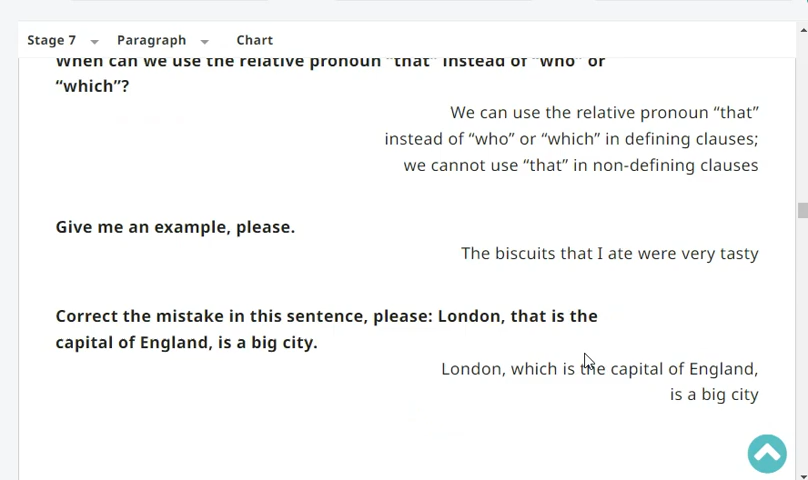 Stage 7 Paragraph Chart
When can we use the relative pronoun “that” instead of “who” or
“which”?
We can use the relative pronoun “that”
instead of “who” or “which” in defining clauses;
we cannot use “that” in non-defining clauses
Give me an example, please.
The biscuits that I ate were very tasty
Correct the mistake in this sentence, please: London, that is the
capital of England, is a big city.
London, which is the capital of England,
is a big city